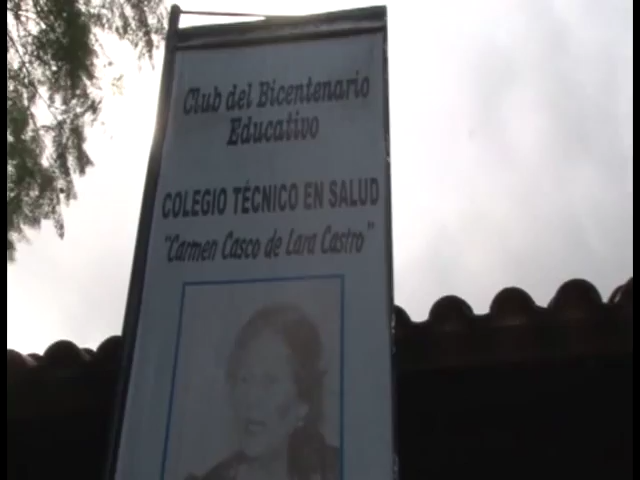 Club del Bicentenario
Educativo
COLEGIO TÉCNICO EN SALUD
"Carmen Casco de Lara Castro"